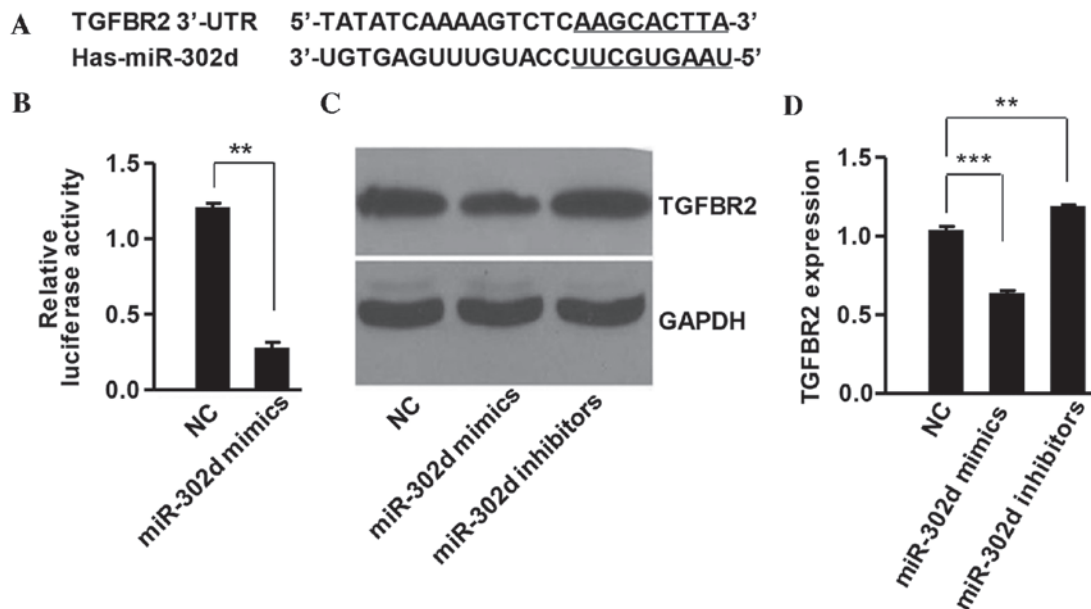 A
TGFBR2 3’-UTR 5’-TATATCAAAAGTCTCAAGCACTTA-3’
Has-miR-302d 3’-UGUGAGUUUGUACCUUCGUGAAU-5’
B
Relative
luciferase activity
1.5
1.0
0.5
0.0
**
NC
miR-302d mimics
C
TGFBR2
GAPDH
NC
miR-302d mimics
miR-302d inhibitors
D
TGFBR2 expression
1.5
1.0
0.5
0.0
**
***
NC
miR-302d mimics
miR-302d inhibitors